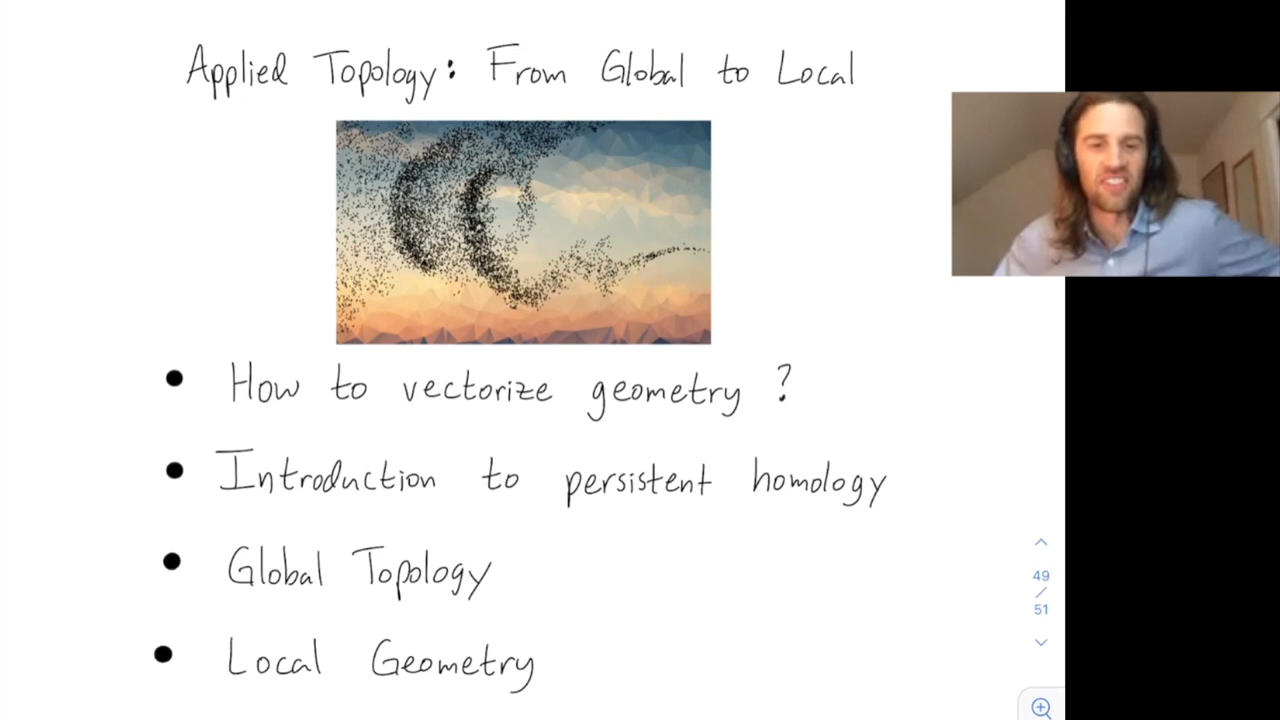 Applied Topology: From Global to Local
How to vectorize geometry?
Introduction to persistent homology
Global Topology
Local Geometry
49
/
51